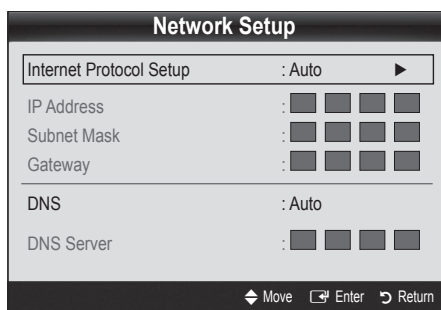 Network Setup
Internet Protocol Setup : Auto ▶
IP Address :
Subnet Mask :
Gateway :
DNS : Auto
DNS Server :
Move Enter Return